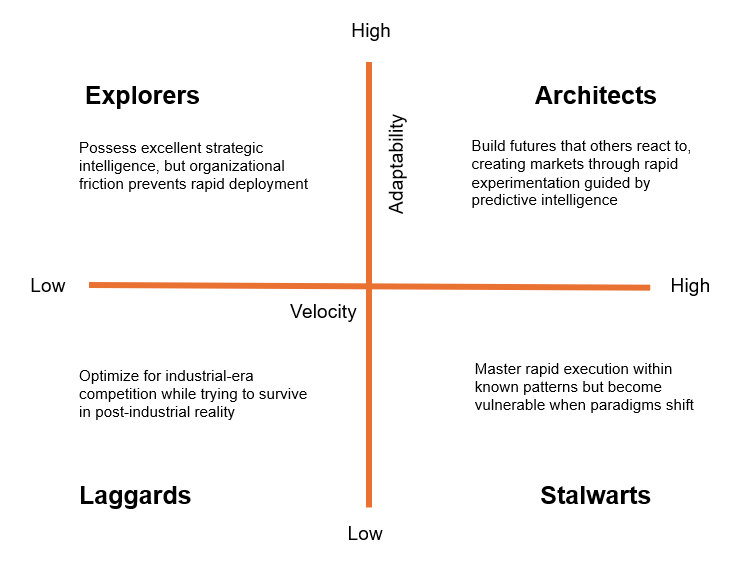 High
Explorers
Possess excellent strategic
intelligence, but organizational
friction prevents rapid deployment
Adaptability
Architects
Build futures that others react to,
creating markets through rapid
experimentation guided by
predictive intelligence
Low
High
Velocity
Optimize for industrial-era
competition while trying to survive
in post-industrial reality
Laggards
Master rapid execution within
known patterns but become
vulnerable when paradigms shift
Stalwarts
Low